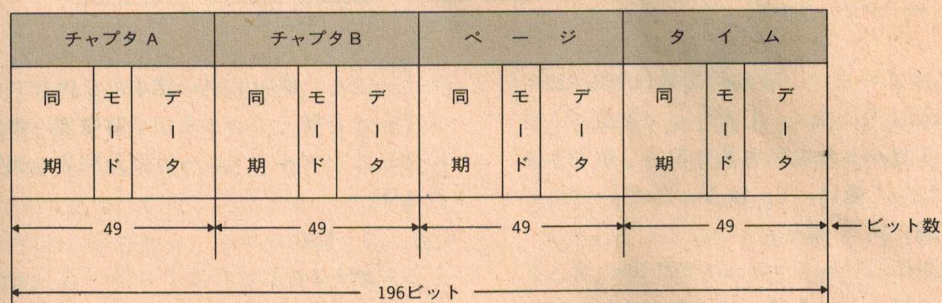 チャプタA チャプタB ページ タイム
同期 モード データ 同期 モード データ 同期 モード データ 同期 モード データ
49 49 49 49 ビット数
196ビット